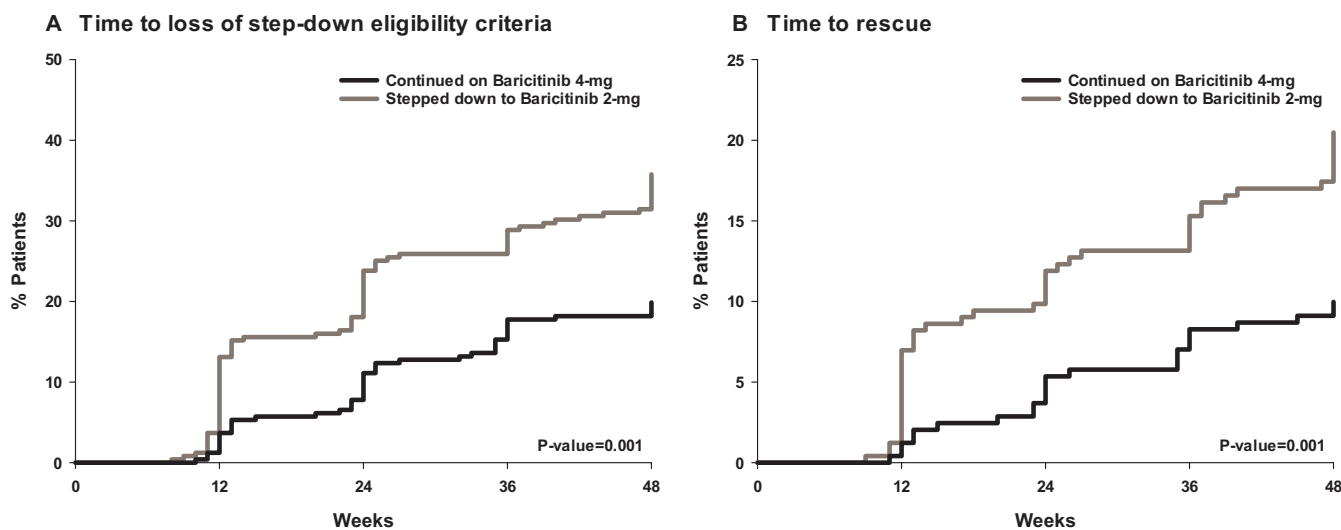 A Time to loss of step-down eligibility criteria
50
40
30
20
10
0
% Patients
Continued on Baricitinib 4-mg
Stepped down to Baricitinib 2-mg
P-value=0.001
0 12 24 36 48
Weeks
B Time to rescue
25
20
15
10
5
0
% Patients
Continued on Baricitinib 4-mg
Stepped down to Baricitinib 2-mg
P-value=0.001
0 12 24 36 48
Weeks